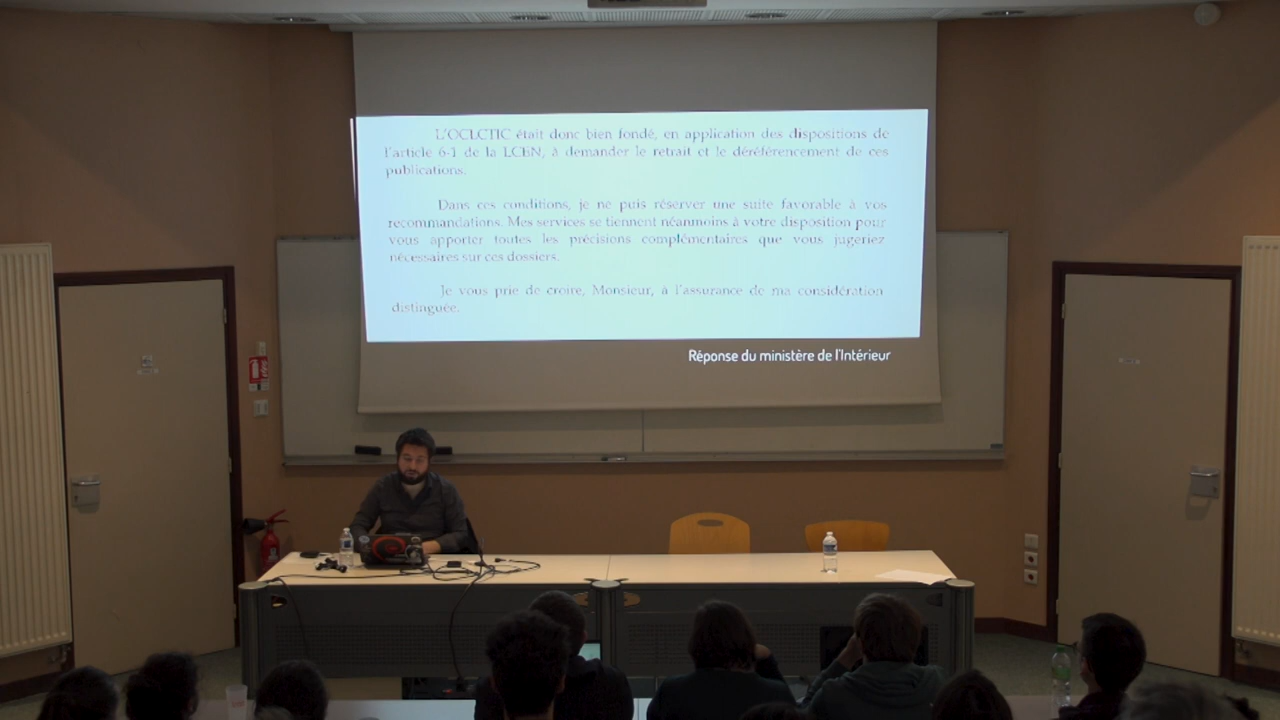 L'OCLCTIC était donc bien fondé, en application des dispositions de
l'article 6-1 de la LCEN, à demander le retrait et le déréférencement de ces
publications.
Dans ces conditions, je ne puis réserver une suite favorable à vos
recommandations. Mes services se tiennent néanmoins à votre disposition pour
vous apporter toutes les précisions complémentaires que vous jugeriez
nécessaires sur ces dossiers.
Je vous prie de croire, Monsieur, à l'assurance de ma considération
distinguée.
Réponse du ministère de l'Intérieur